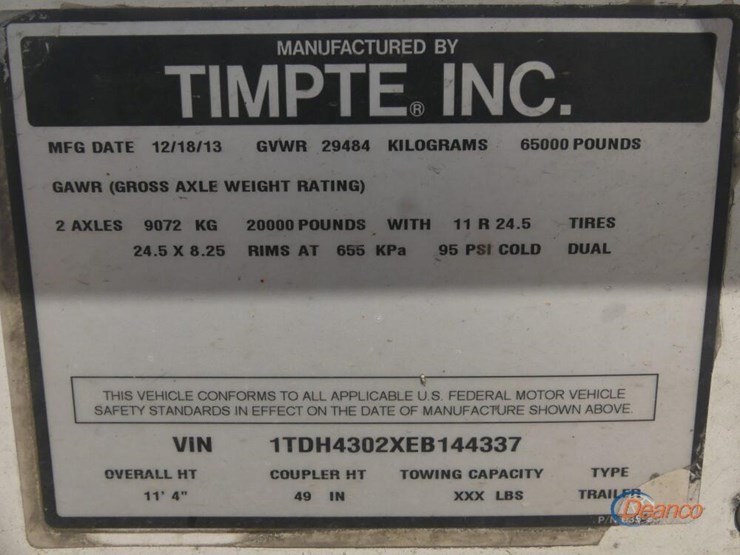 MANUFACTURED BY
TIMPTE® INC.
MFG DATE 12/18/13 GVWR 29484 KILOGRAMS 65000 POUNDS
GAWR (GROSS AXLE WEIGHT RATING)
2 AXLES 9072 KG 20000 POUNDS WITH 11 R 24.5 TIRES
24.5 X 8.25 RIMS AT 655 KPa 95 PSI COLD DUAL
THIS VEHICLE CONFORMS TO ALL APPLICABLE U.S. FEDERAL MOTOR VEHICLE
SAFETY STANDARDS IN EFFECT ON THE DATE OF MANUFACTURE SHOWN ABOVE.
VIN 1TDH4302XEB144337
OVERALL HT COUPLER HT TOWING CAPACITY TYPE
11' 4" 49 IN XXX LBS TRAILER
Deanco
P/N